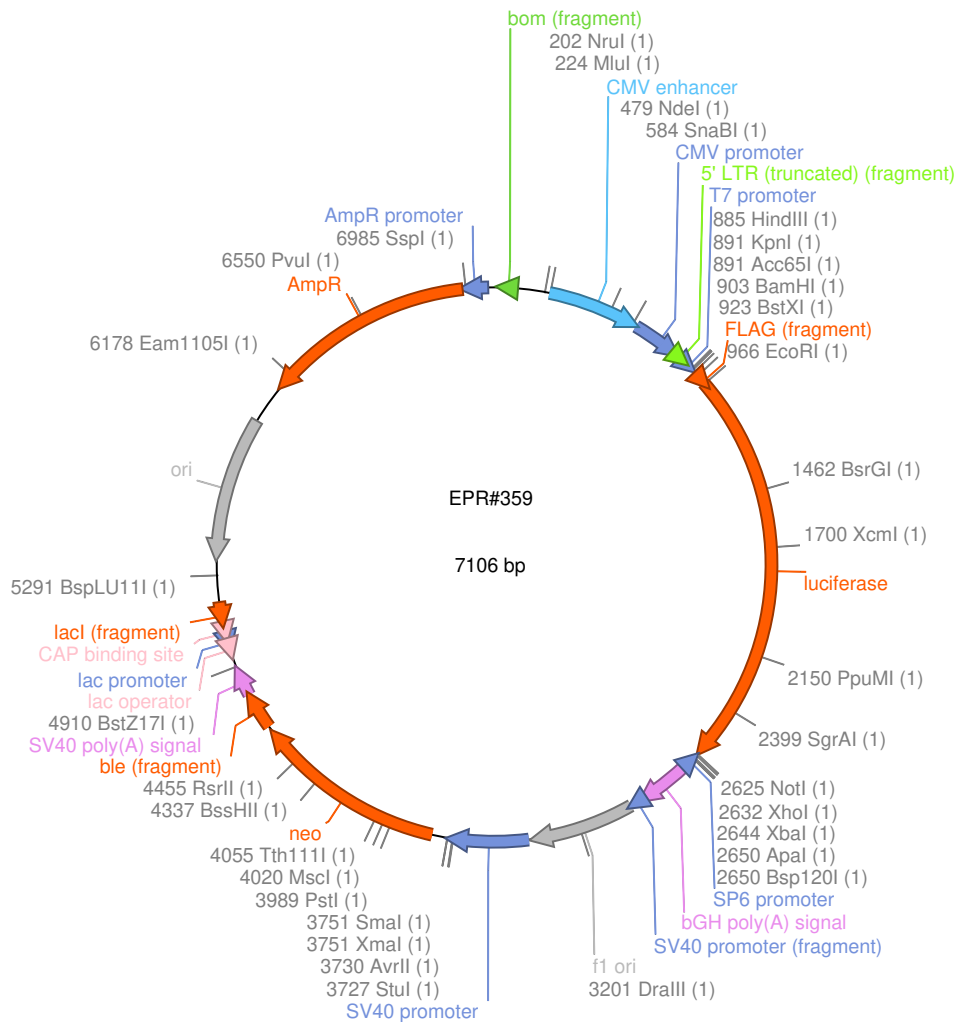 bom (fragment)
202 NruI (1)
224 MluI (1)
CMV enhancer
479 NdeI (1)
584 SnaBI (1)
CMV promoter
5' LTR (truncated) (fragment)
T7 promoter
885 HindIII (1)
891 KpnI (1)
891 Acc65I (1)
903 BamHI (1)
923 BstXI (1)
FLAG (fragment)
966 EcoRI (1)
1462 BsrGI (1)
1700 XcmI (1)
luciferase
2150 PpuMI (1)
2399 SgrAI (1)
2625 NotI (1)
2632 XhoI (1)
2644 XbaI (1)
2650 ApaI (1)
2650 Bsp120I (1)
SP6 promoter
bGH poly(A) signal
SV40 promoter (fragment)
f1 ori
3201 DraIII (1)
SV40 promoter
3727 StuI (1)
3730 AvrII (1)
3751 XmaI (1)
3751 SmaI (1)
3989 PstI (1)
4020 MscI (1)
4055 Tth111I (1)
neo
4337 BssHII (1)
4455 RsrII (1)
ble (fragment)
SV40 poly(A) signal
4910 BstZ17I (1)
lac operator
lac promoter
CAP binding site
lacI (fragment)
5291 BspLU11I (1)
ori
6178 Eam1105I (1)
AmpR
6550 PvuI (1)
6985 SspI (1)
AmpR promoter
EPR#359
7106 bp